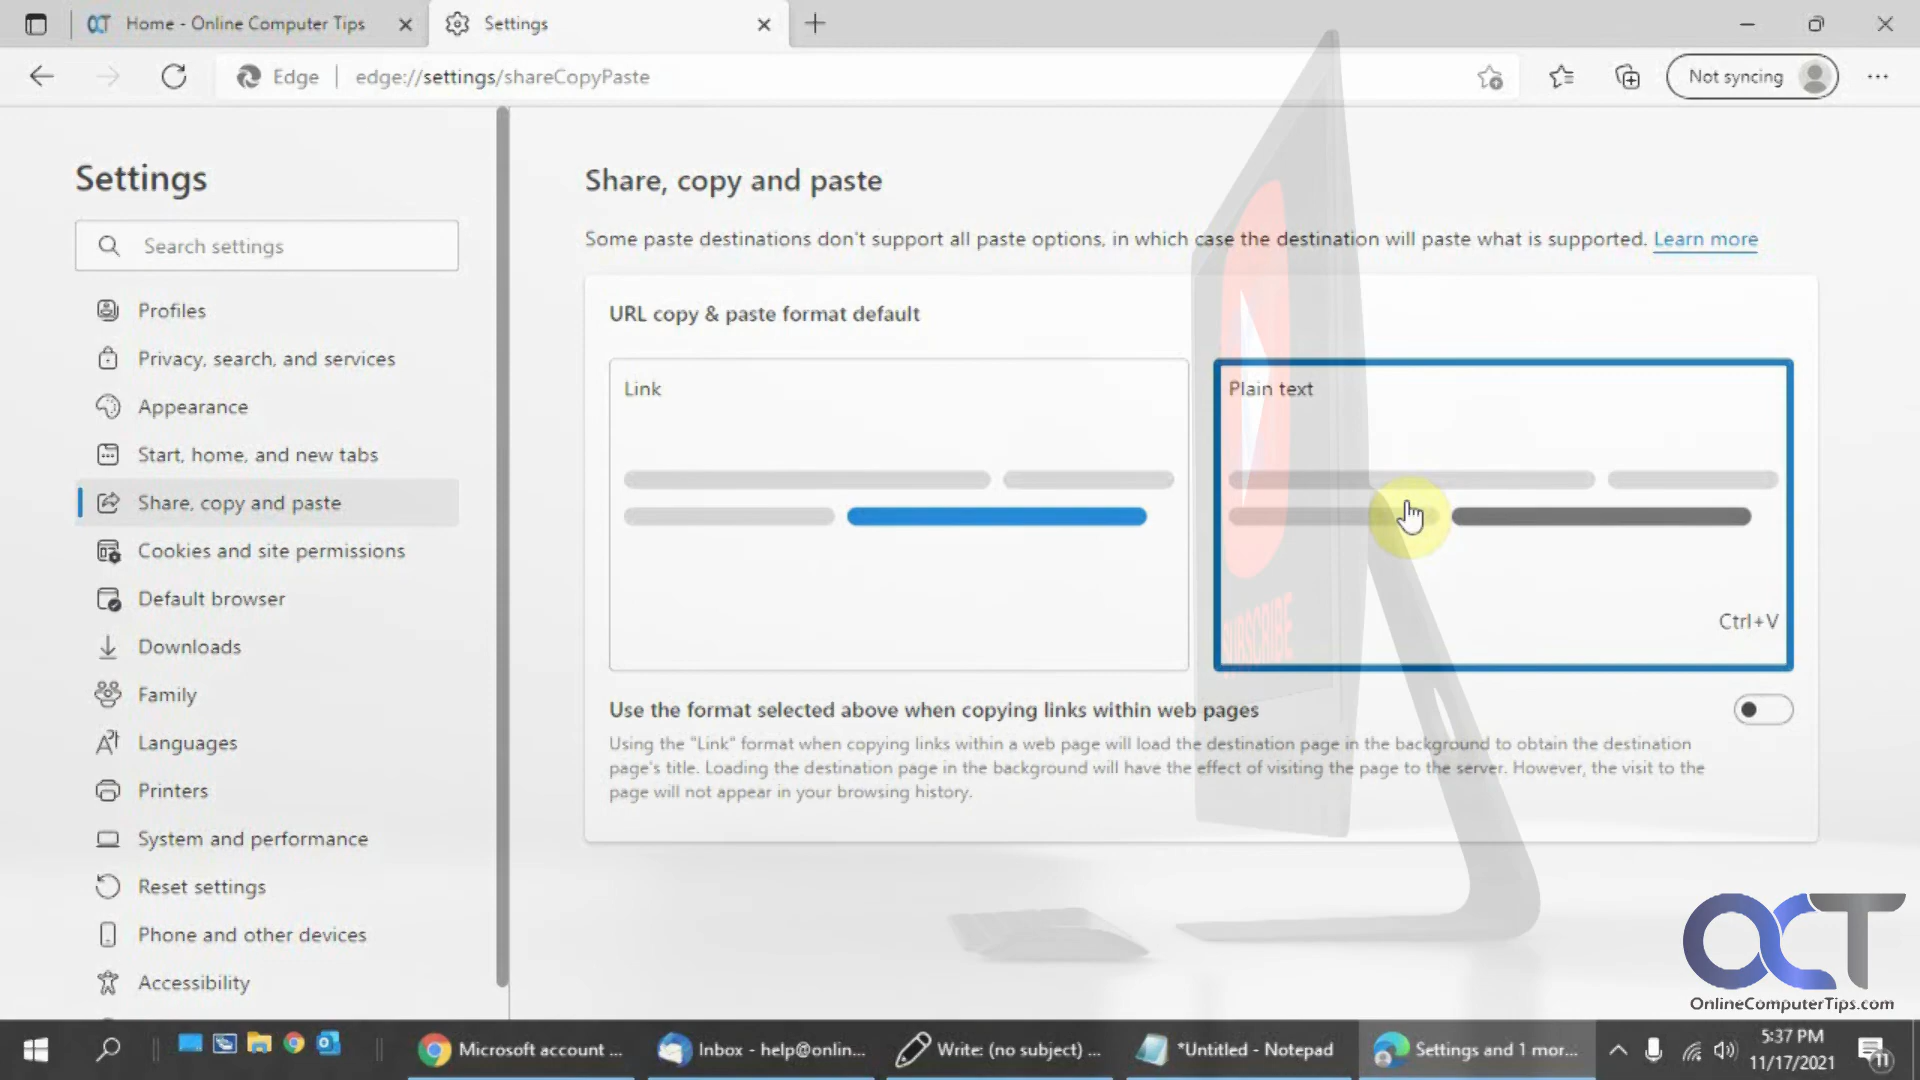 Home - Online Computer Tips
Settings
Edge
edge://settings/shareCopyPaste
Not syncing
Settings
Search settings
Profiles
Privacy, search, and services
Appearance
Start, home, and new tabs
Share, copy and paste
Cookies and site permissions
Default browser
Downloads
Family
Languages
Printers
System and performance
Reset settings
Phone and other devices
Accessibility
Share, copy and paste
Some paste destinations don't support all paste options, in which case the destination will paste what is supported. Learn more
URL copy & paste format default
Link
Plain text
Ctrl+V
SUBSCRIBE
Use the format selected above when copying links within web pages
Using the "Link" format when copying links within a web page will load the destination page in the background to obtain the destination
page's title. Loading the destination page in the background will have the effect of visiting the page to the server. However, the visit to the
page will not appear in your browsing history.
OCT
OnlineComputerTips.com
Microsoft account ...
Inbox - help@onlin...
Write: (no subject) ...
*Untitled - Notepad
Settings and 1 mor...
5:37 PM
11/17/2021
11